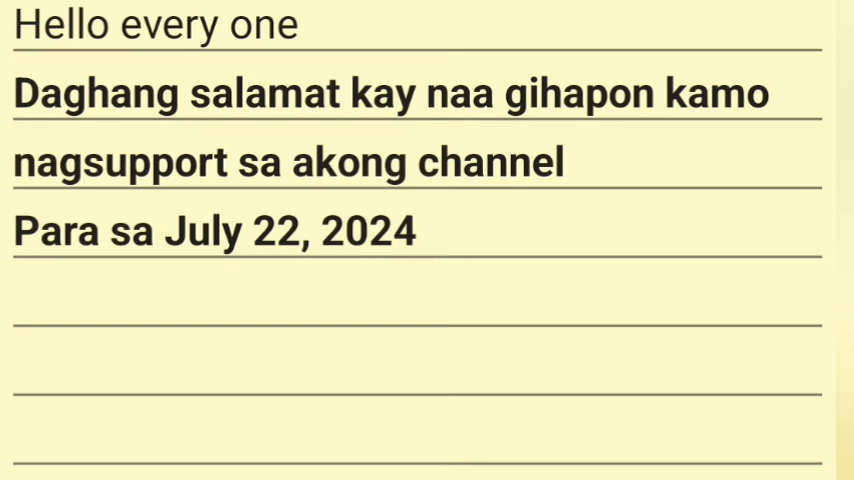 Hello every one
Daghang salamat kay naa gihapon kamo
nagsupport sa akong channel
Para sa July 22, 2024